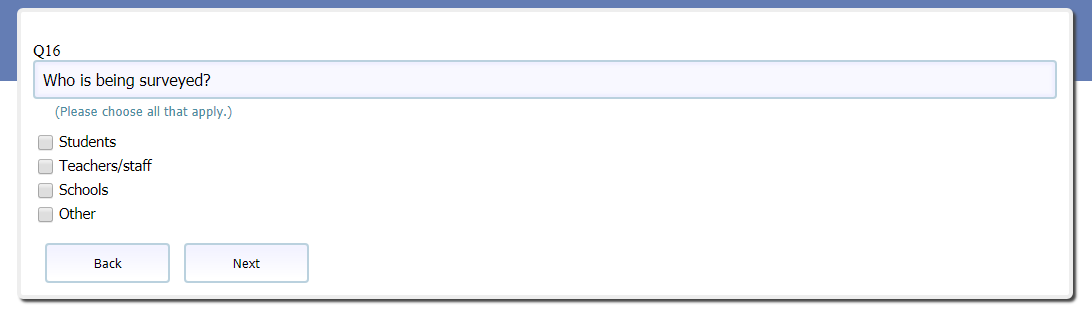 Q16
Who is being surveyed?
(Please choose all that apply.)
Students
Teachers/staff
Schools
Other
Back Next